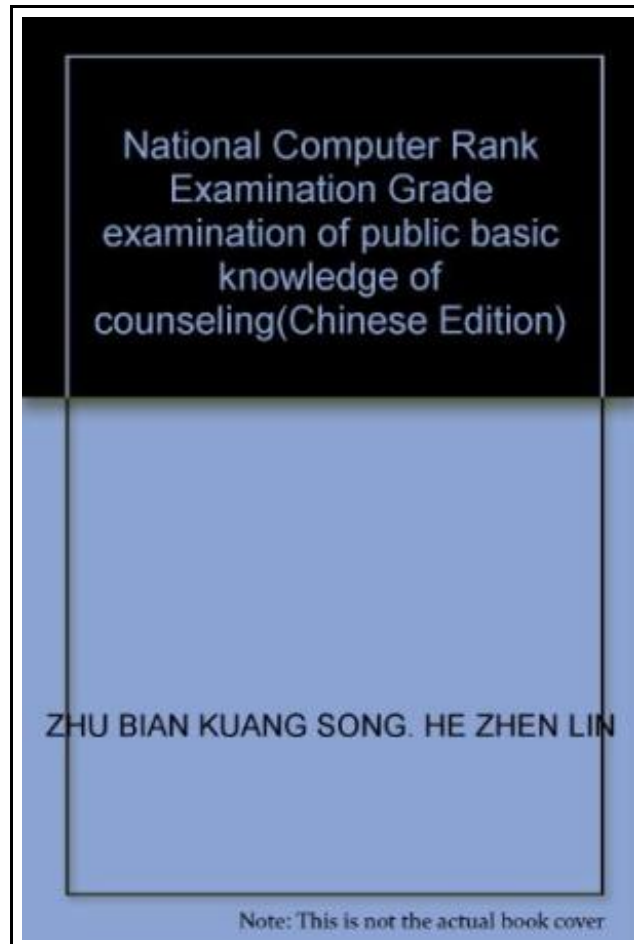 National Computer Rank
Examination Grade
examination of public basic
knowledge of
counseling(Chinese Edition)
ZHU BIAN KUANG SONG. HE ZHEN LIN
Note: This is not the actual book cover